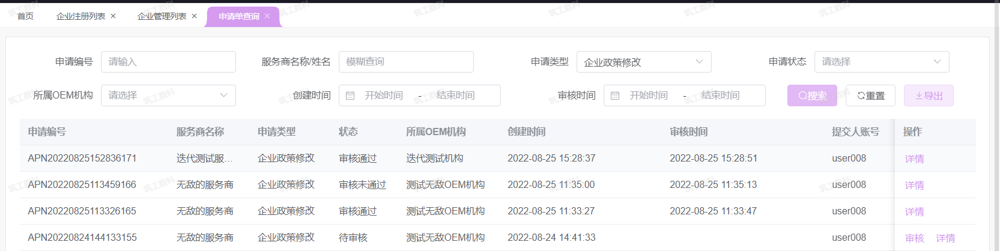 首页 企业注册列表 × 企业管理列表 × 申请单查询 ×
申请编号 请输入 服务商名称/姓名 模糊查询 申请类型 企业政策修改 申请状态 请选择
所属OEM机构 请选择 创建时间 开始时间 - 结束时间 审核时间 开始时间 - 结束时间 搜索 重置 导出
申请编号 服务商名称 申请类型 状态 所属OEM机构 创建时间 审核时间 提交人账号 操作
APN20220825152836171 迭代测试服... 企业政策修改 审核通过 迭代测试机构 2022-08-25 15:28:37 2022-08-25 15:28:51 user008 详情
APN20220825113459166 无敌的服务商 企业政策修改 审核未通过 测试无敌OEM机构 2022-08-25 11:35:00 2022-08-25 11:35:13 user008 详情
APN20220825113326165 无敌的服务商 企业政策修改 审核通过 测试无敌OEM机构 2022-08-25 11:33:27 2022-08-25 11:33:47 user008 详情
APN20220824144133155 无敌的服务商 企业政策修改 待审核 测试无敌OEM机构 2022-08-24 14:41:33 user008 审核 详情
筑工数科